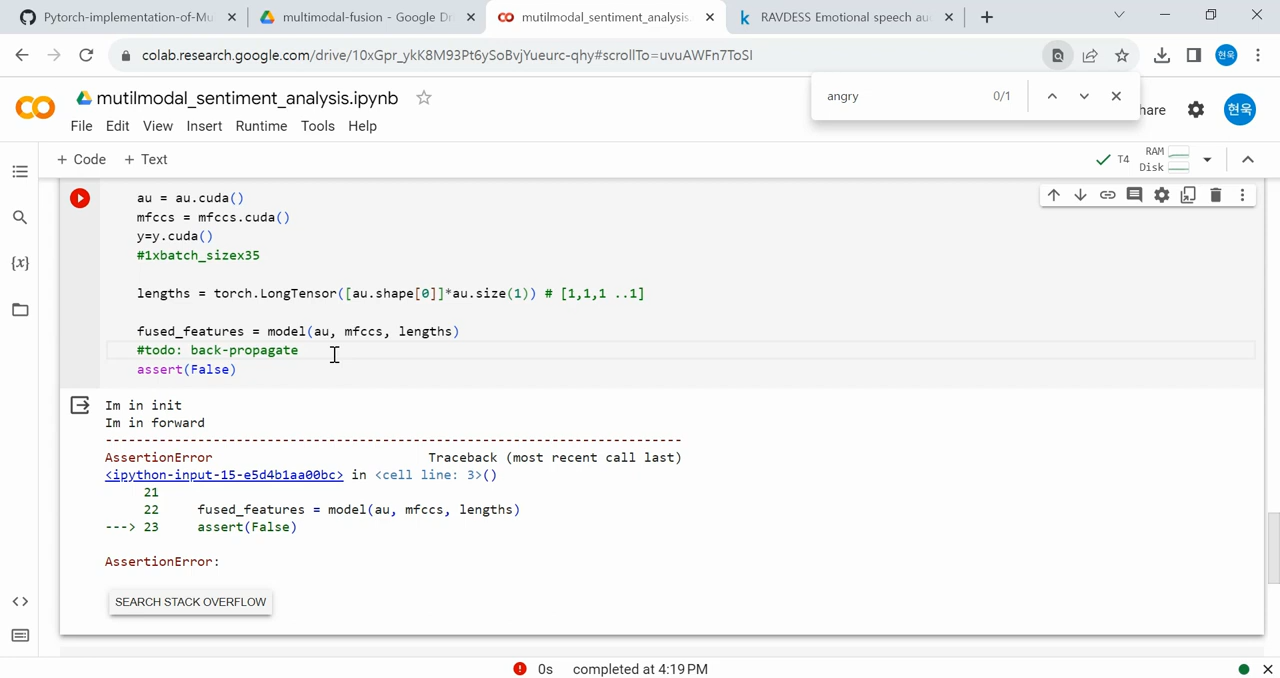 Pytorch-implementation-of-Mu
multimodal-fusion - Google Dr
mutilmodal_sentiment_analysis.
RAVDESS Emotional speech au
colab.research.google.com/drive/10xGpr_ykK8M93Pt6ySoBvjYueurc-qhy#scrollTo=uvuAWFn7ToSI
현욱
mutilmodal_sentiment_analysis.ipynb
angry 0/1
hare
현욱
File Edit View Insert Runtime Tools Help
+ Code + Text
T4 RAM
Disk
au = au.cuda()
mfccs = mfccs.cuda()
y=y.cuda()
#1xbatch_sizex35
lengths = torch.LongTensor([au.shape[0]]*au.size(1)) # [1,1,1 ..1]
fused_features = model(au, mfccs, lengths)
#todo: back-propagate
assert(False)
Im in init
Im in forward
---------------------------------------------------------------------------
AssertionError Traceback (most recent call last)
<ipython-input-15-e5d4b1aa00bc> in <cell line: 3>()
21
22 fused_features = model(au, mfccs, lengths)
---> 23 assert(False)
AssertionError:
SEARCH STACK OVERFLOW
0s completed at 4:19 PM